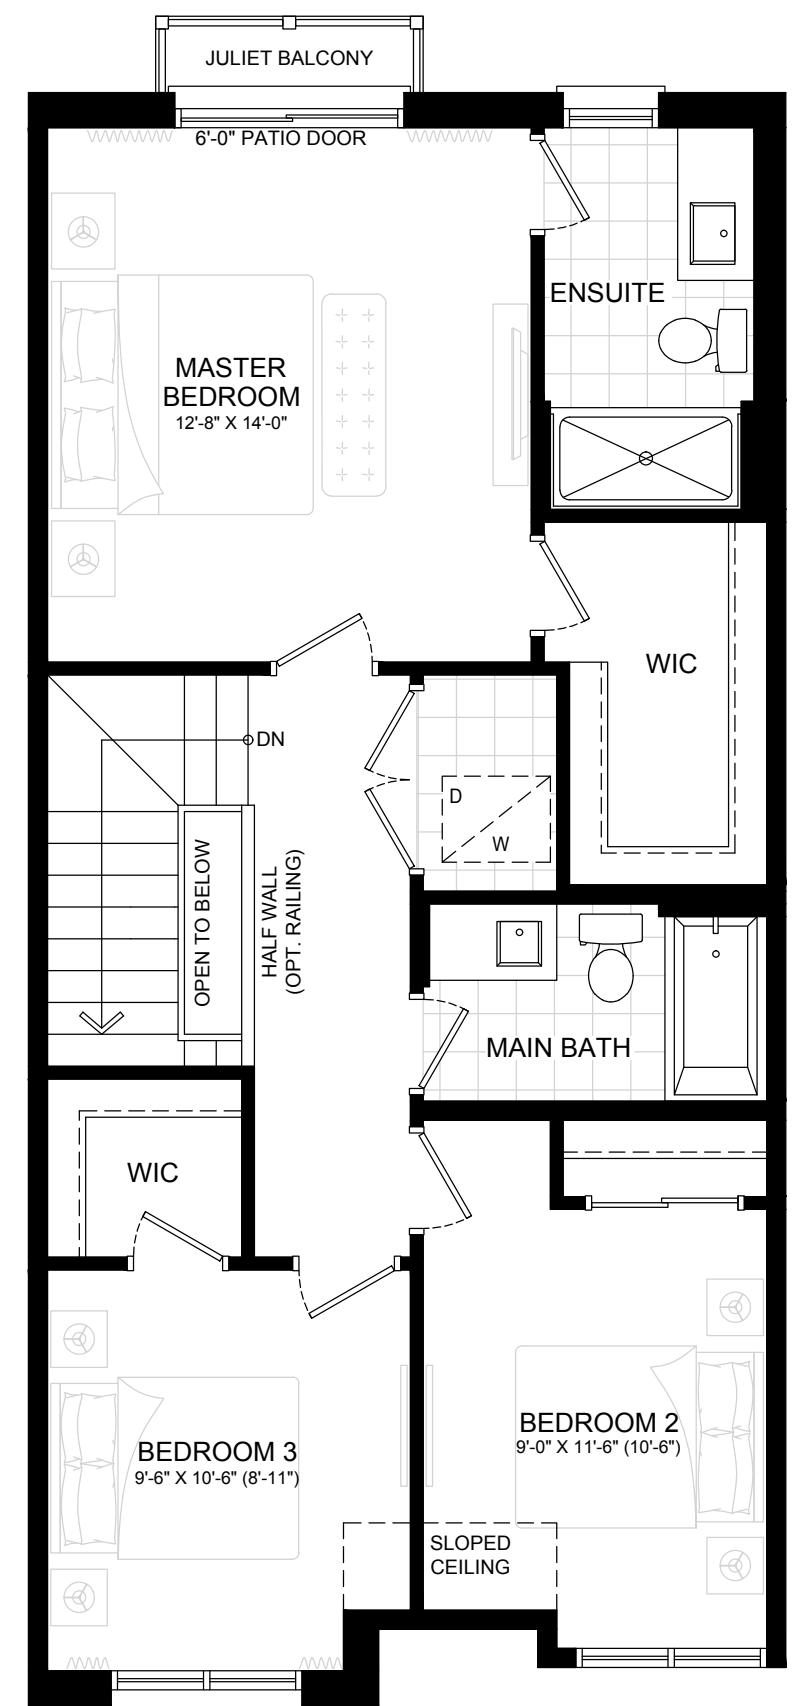 JULIET BALCONY
6'-0" PATIO DOOR
ENSUITE
MASTER
BEDROOM
12'-8" X 14'-0"
WIC
DN
D
W
OPEN TO BELOW
HALF WALL
(OPT. RAILING)
MAIN BATH
WIC
BEDROOM 2
9'-0" X 11'-6" (10'-6")
BEDROOM 3
9'-6" X 10'-6" (8'-11")
SLOPED
CEILING